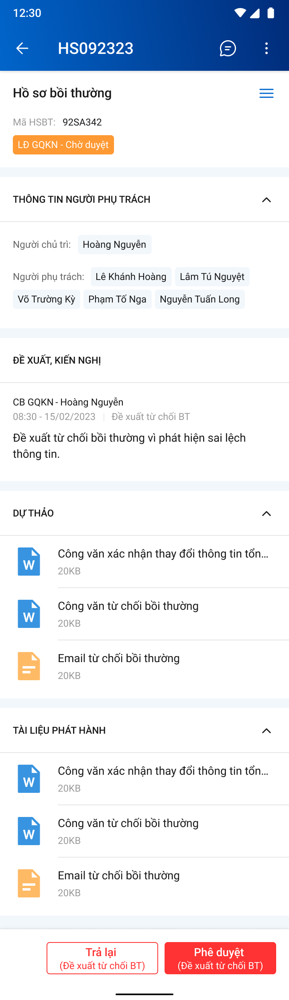 12:30
HS092323
Hồ sơ bồi thường
Mã HSBT: 92SA342
LĐ GQKN - Chờ duyệt
THÔNG TIN NGƯỜI PHỤ TRÁCH
Người chủ trì: Hoàng Nguyễn
Người phụ trách: Lê Khánh Hoàng Lâm Tú Nguyệt
Võ Trường Kỳ Phạm Tố Nga Nguyễn Tuấn Long
ĐỀ XUẤT, KIẾN NGHỊ
CB GQKN - Hoàng Nguyễn
08:30 - 15/02/2023 | Đề xuất từ chối BT
Đề xuất từ chối bồi thường vì phát hiện sai lệch
thông tin.
DỰ THẢO
W
Công văn xác nhận thay đổi thông tin tổn...
20KB
W
Công văn từ chối bồi thường
20KB
Email từ chối bồi thường
20KB
TÀI LIỆU PHÁT HÀNH
W
Công văn xác nhận thay đổi thông tin tổn...
20KB
W
Công văn từ chối bồi thường
20KB
Email từ chối bồi thường
20KB
Trả lại
(Đề xuất từ chối BT)
Phê duyệt
(Đề xuất từ chối BT)